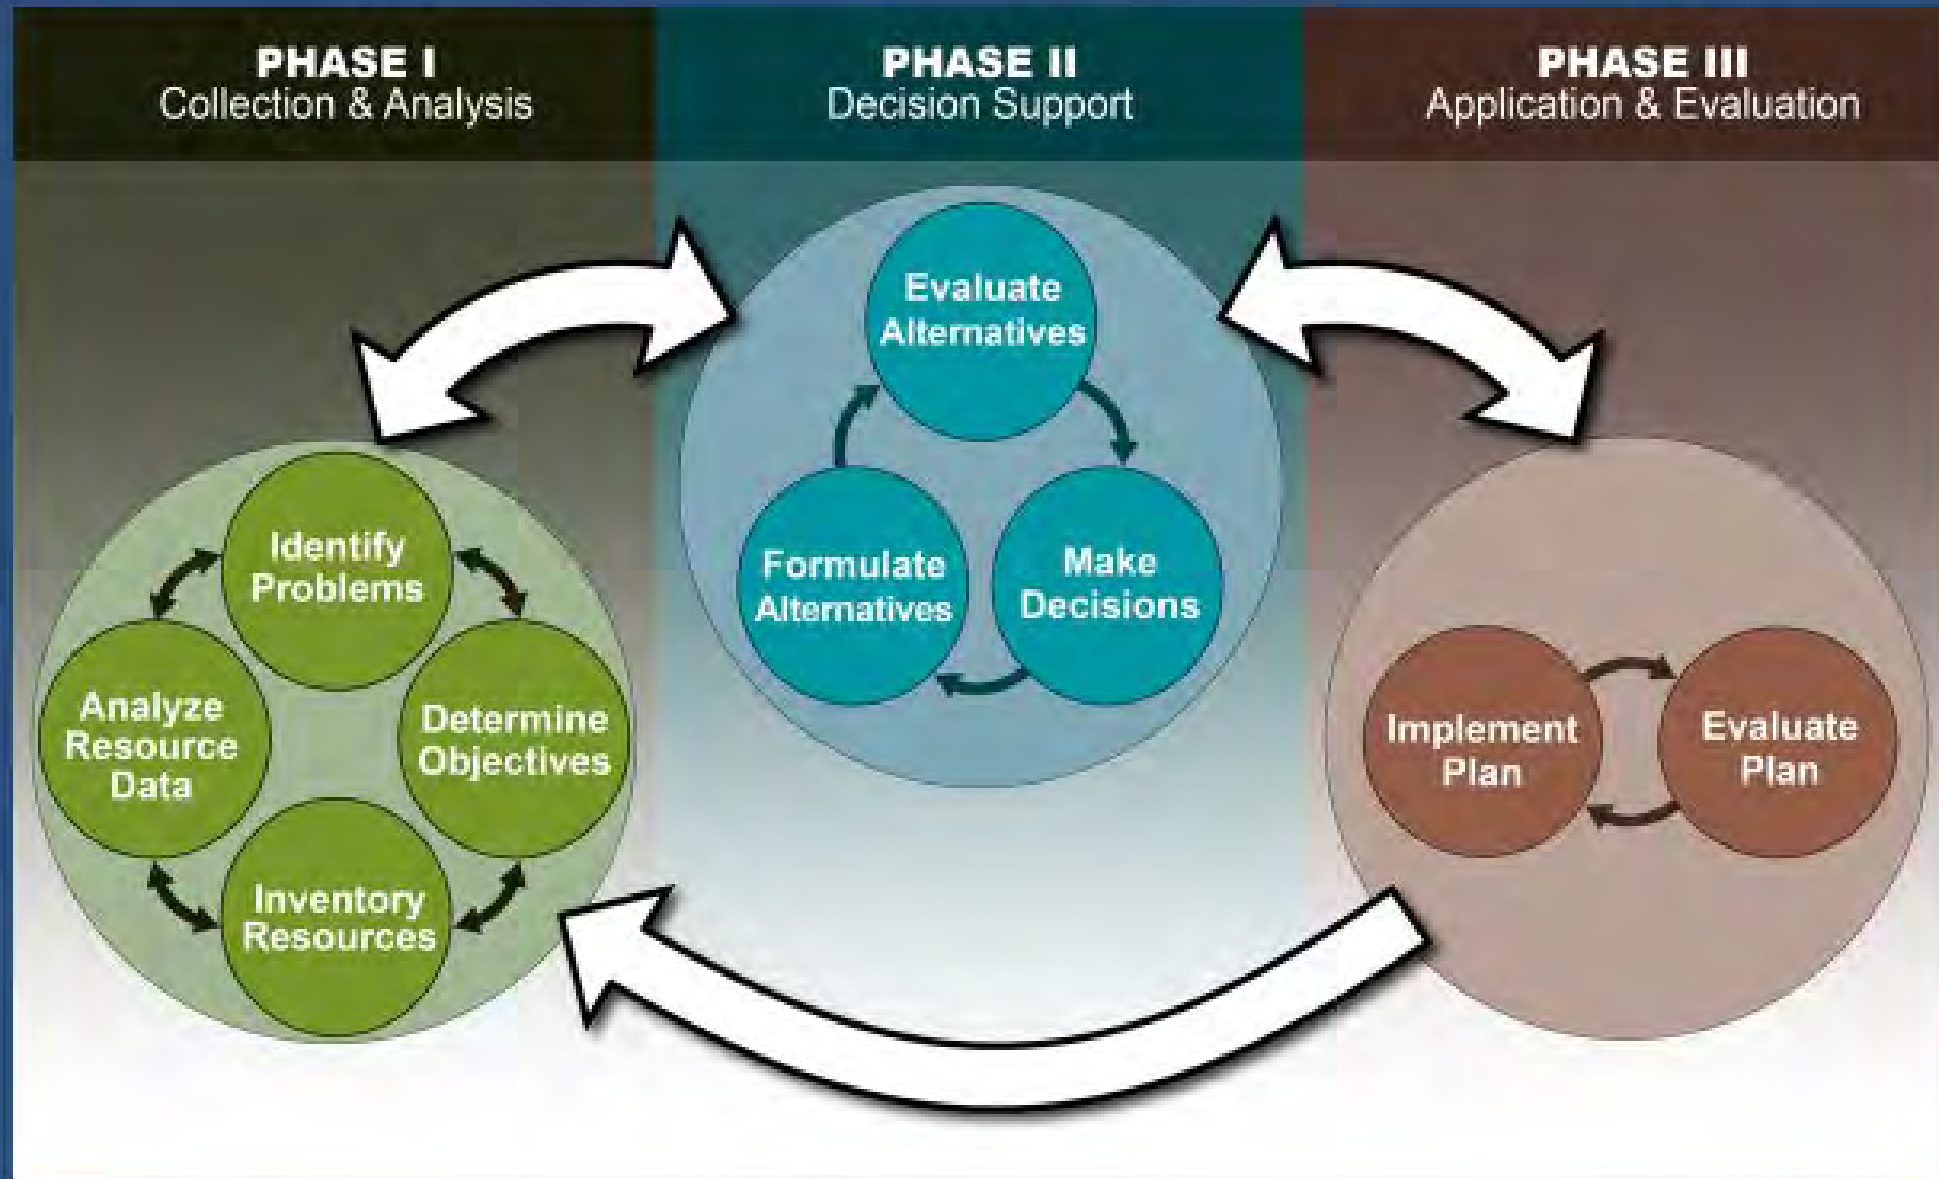 PHASE I
Collection & Analysis
PHASE II
Decision Support
PHASE III
Application & Evaluation
Identify
Problems
Analyze
Resource
Data
Determine
Objectives
Inventory
Resources
Evaluate
Alternatives
Formulate
Alternatives
Make
Decisions
Implement
Plan
Evaluate
Plan